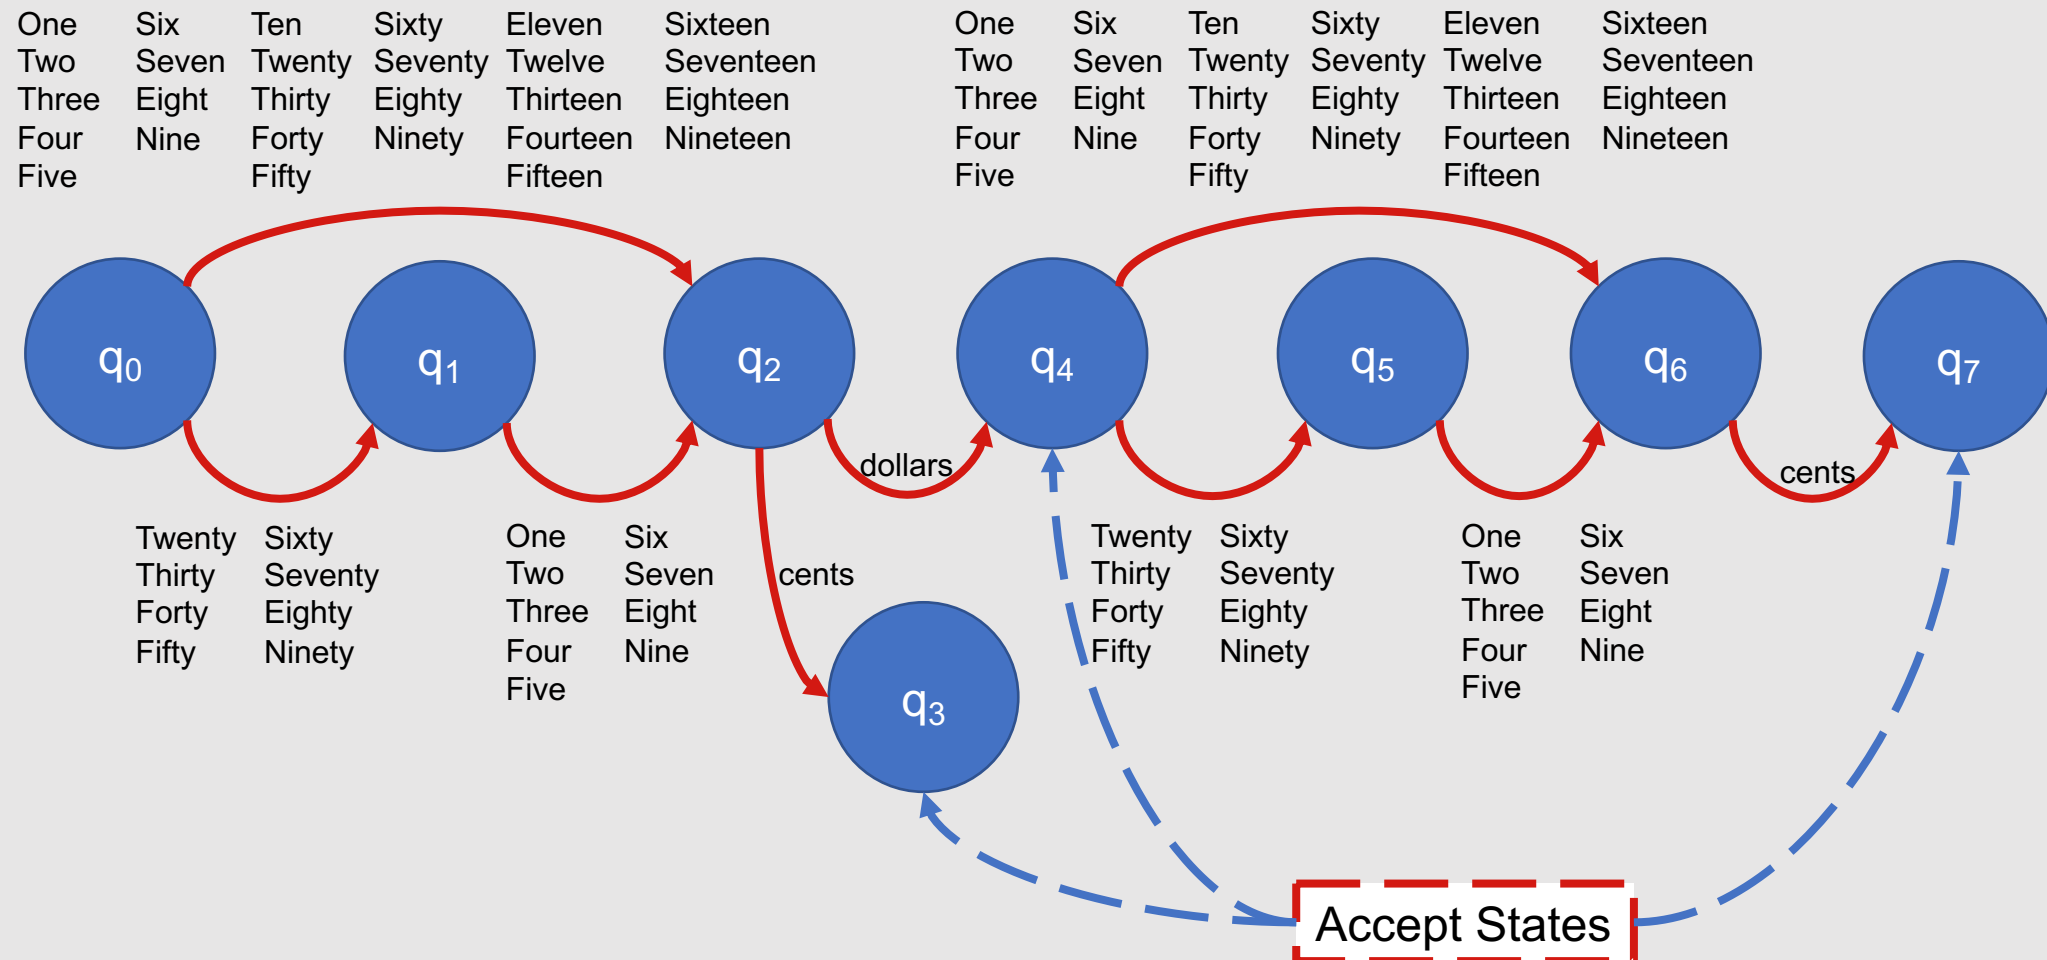 One Six Ten Sixty Eleven Sixteen
Two Seven Twenty Seventy Twelve Seventeen
Three Eight Thirty Eighty Thirteen Eighteen
Four Nine Forty Ninety Fourteen Nineteen
Five Fifty Fifteen
One Six Ten Sixty Eleven Sixteen
Two Seven Twenty Seventy Twelve Seventeen
Three Eight Thirty Eighty Thirteen Eighteen
Four Nine Forty Ninety Fourteen Nineteen
Five Fifty Fifteen
q0 q1 q2 q4 q5 q6 q7
dollars
cents
Twenty Sixty
Thirty Seventy
Forty Eighty
Fifty Ninety
One Six
Two Seven
Three Eight
Four Nine
Five
cents
Twenty Sixty
Thirty Seventy
Forty Eighty
Fifty Ninety
One Six
Two Seven
Three Eight
Four Nine
Five
q3
Accept States